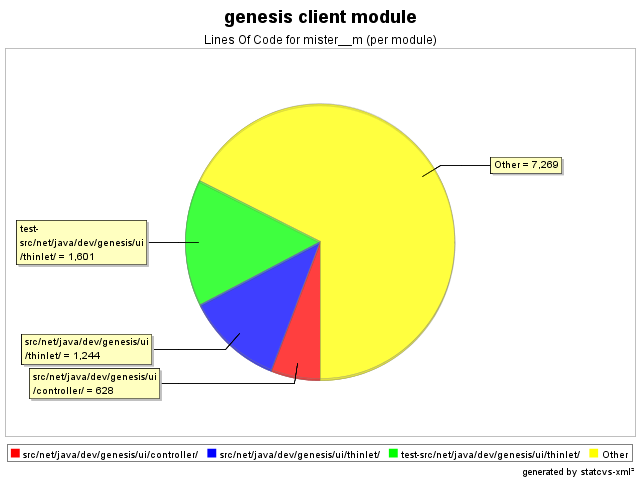 genesis client module
Lines Of Code for mister__m (per module)
Other = 7,269
test-
src/net/java/dev/genesis/ui
/thinlet/ = 1,601
src/net/java/dev/genesis/ui
/thinlet/ = 1,244
src/net/java/dev/genesis/ui
/controller/ = 628
src/net/java/dev/genesis/ui/controller/ src/net/java/dev/genesis/ui/thinlet/ test-src/net/java/dev/genesis/ui/thinlet/ Other
generated by statcvs-xml²